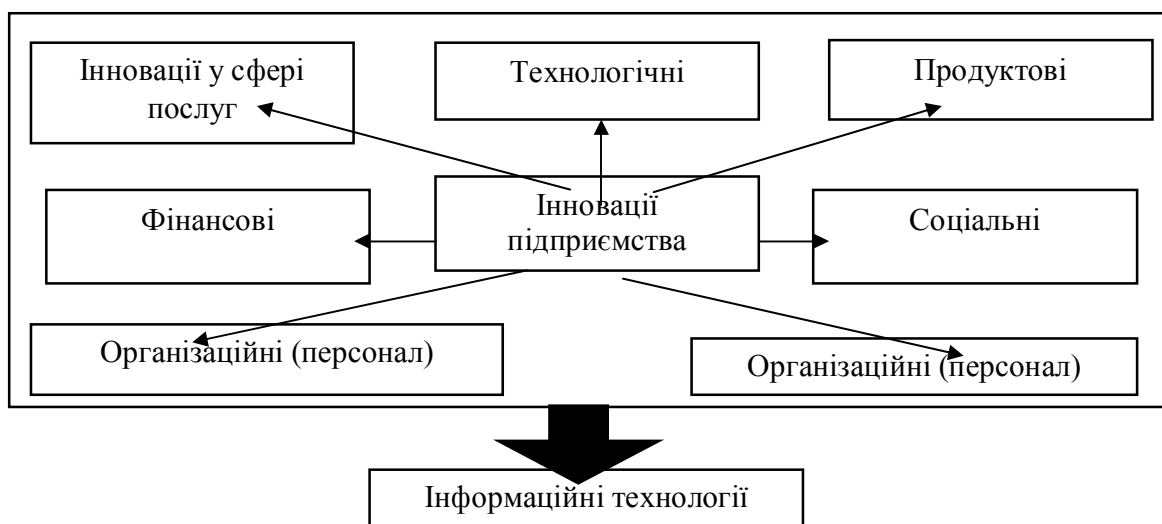 Інновації у сфері
послуг
Технологічні
Продуктові
Фінансові
Інновації
підприємства
Соціальні
Організаційні (персонал)
Організаційні (персонал)
Інформаційні технології